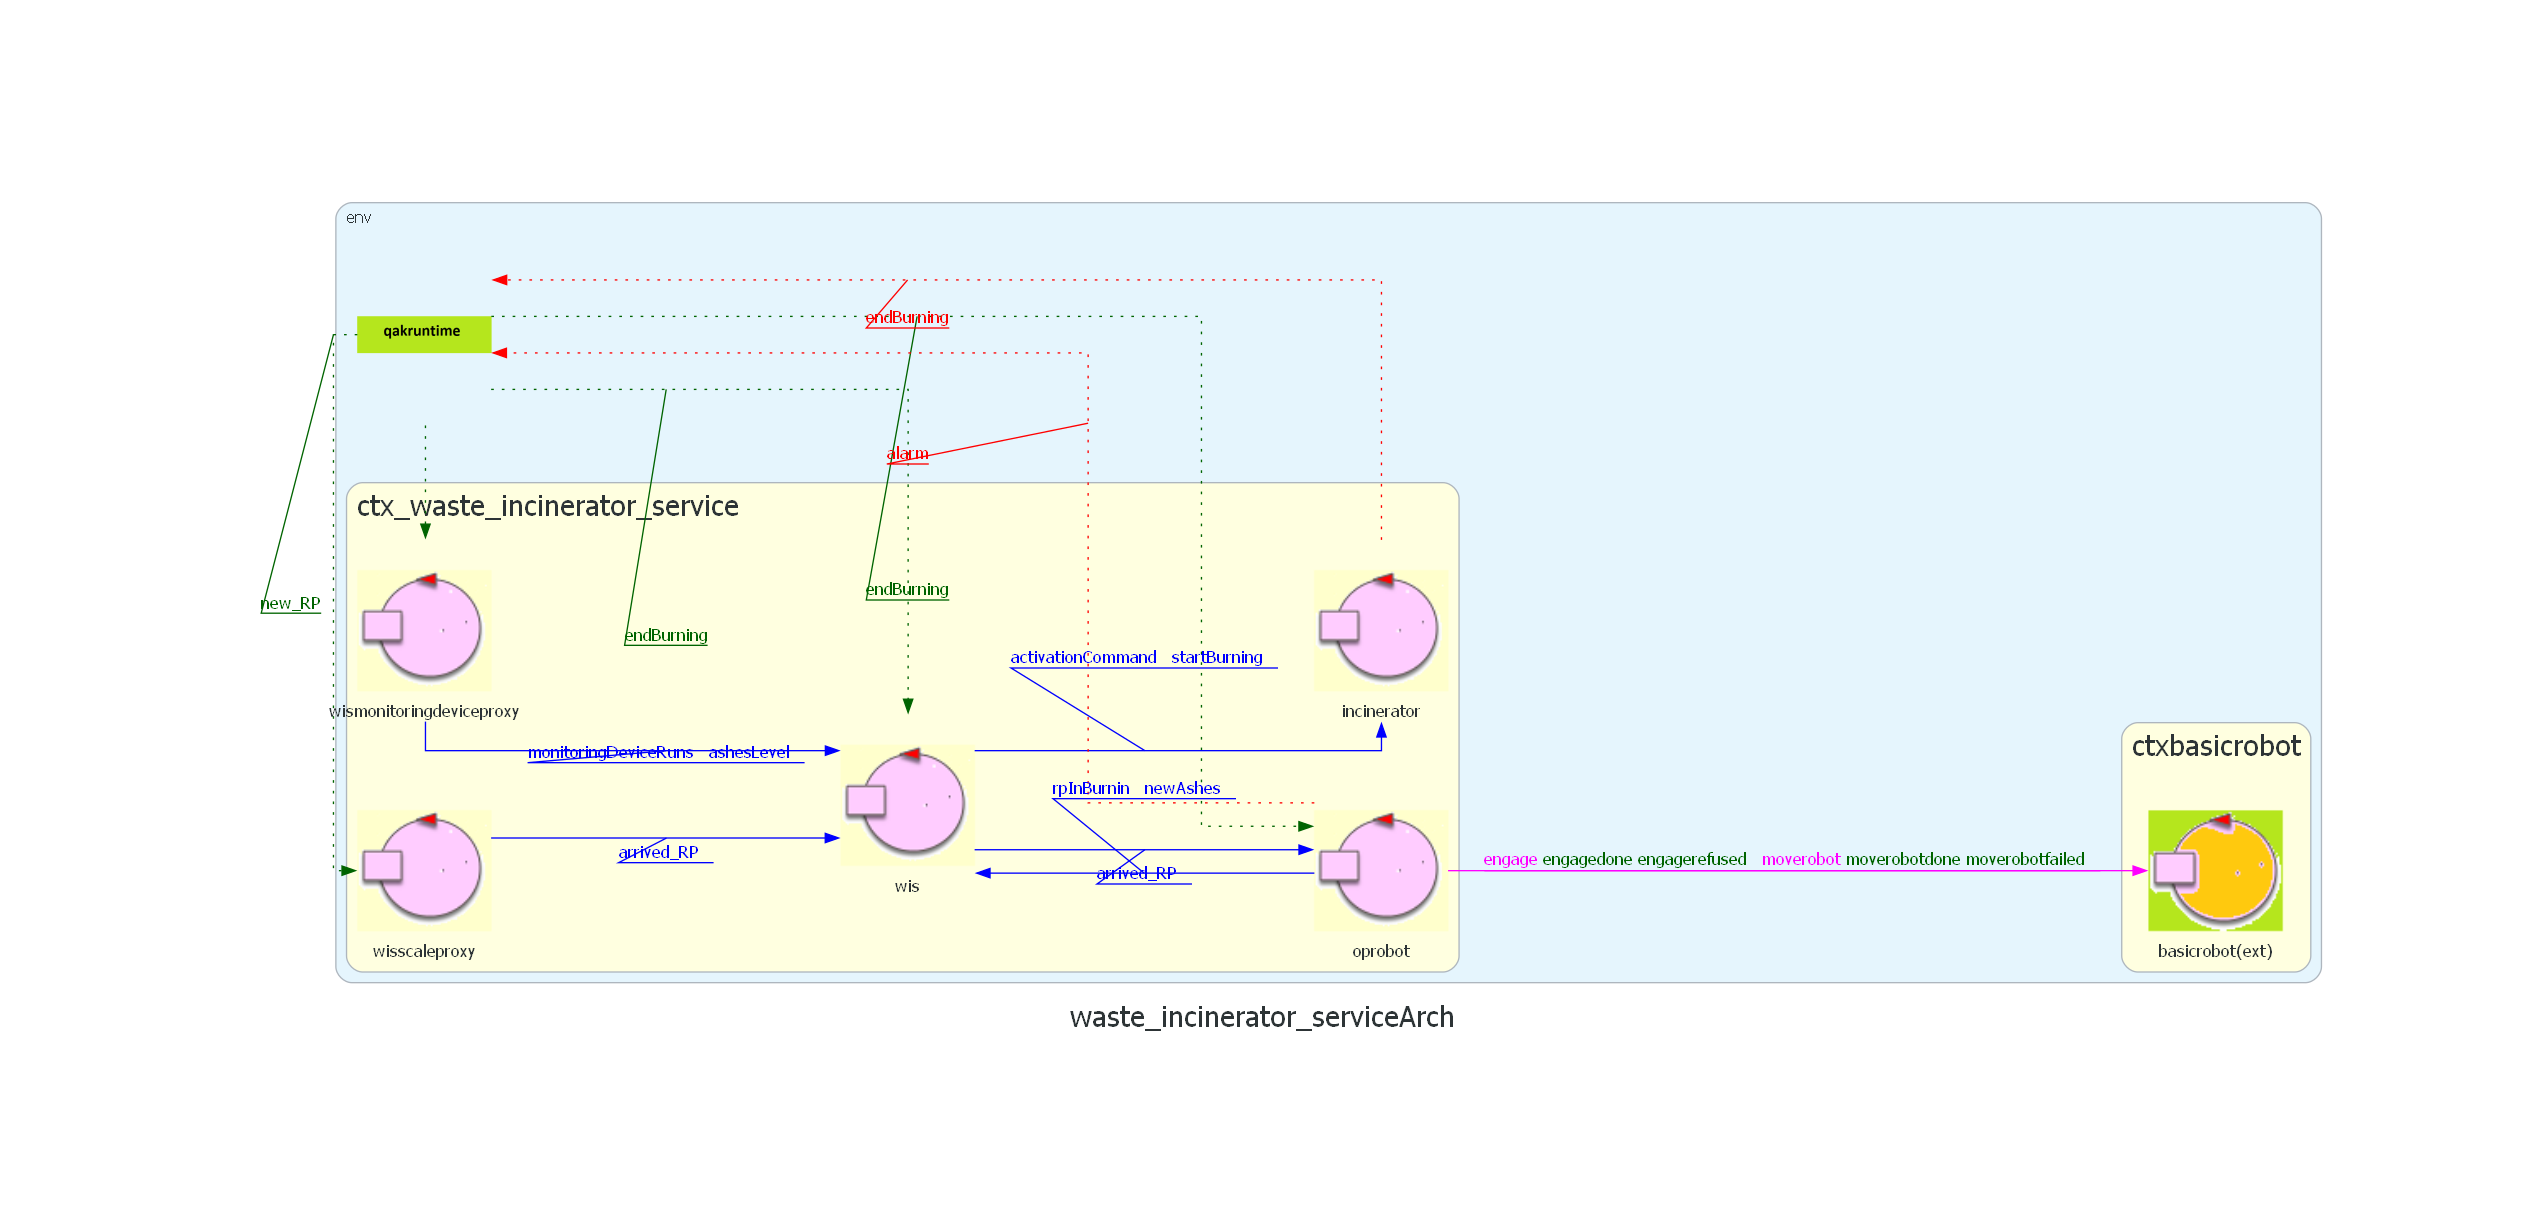 env
endBurning
qakruntime
alarm
ctx_waste_incinerator_service
endBurning
new_RP
endBurning
activationCommand startBurning
wismonitoringdeviceproxy
incinerator
monitoringDeviceRuns ashesLevel
ctxbasicrobot
rpInBurnin newAshes
arrived_RP
engage engagedone engagerefused moverobot moverobotdone moverobotfailed
arrived_RP
wis
wisscaleproxy
oprobot
basicrobot(ext)
waste_incinerator_serviceArch